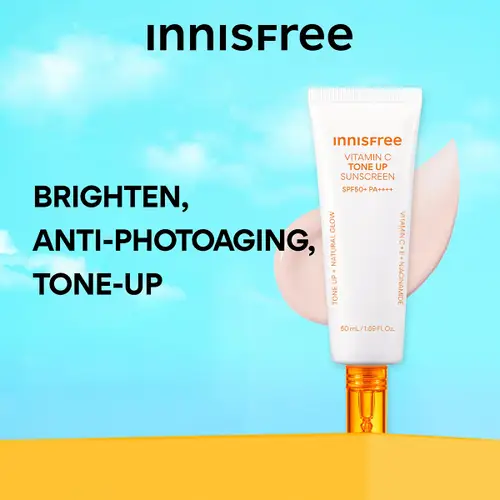 INNISFree
BRIGHTEN,
ANTI-PHOTOAGING,
TONE-UP
INNISFree
VITAMIN C
TONE UP
SUNSCREEN
SPF50+ PA++++
TONE UP + NATURAL GLOW
VITAMIN C + E + NIACINAMIDE
50 mL / 1.69 Fl. Oz.